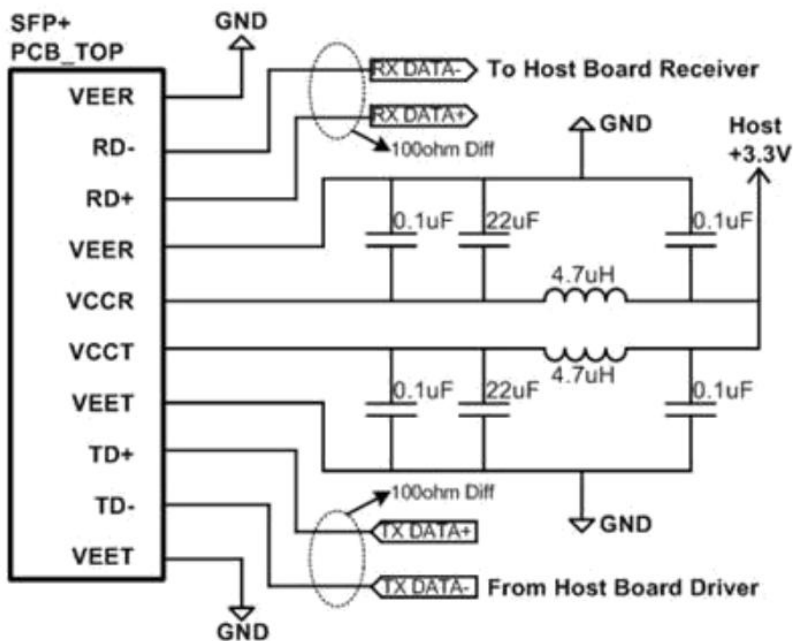 SFP+
PCB_TOP
GND
VEER
RX DATA-
To Host Board Receiver
RD-
RX DATA+
100ohm Diff
GND
Host
+3.3V
RD+
0.1uF
22uF
0.1uF
VEER
4.7uH
VCCR
VCCT
4.7uH
0.1uF
22uF
0.1uF
VEET
TD+
100ohm Diff
TD-
TX DATA+
GND
VEET
TX DATA-
From Host Board Driver
GND